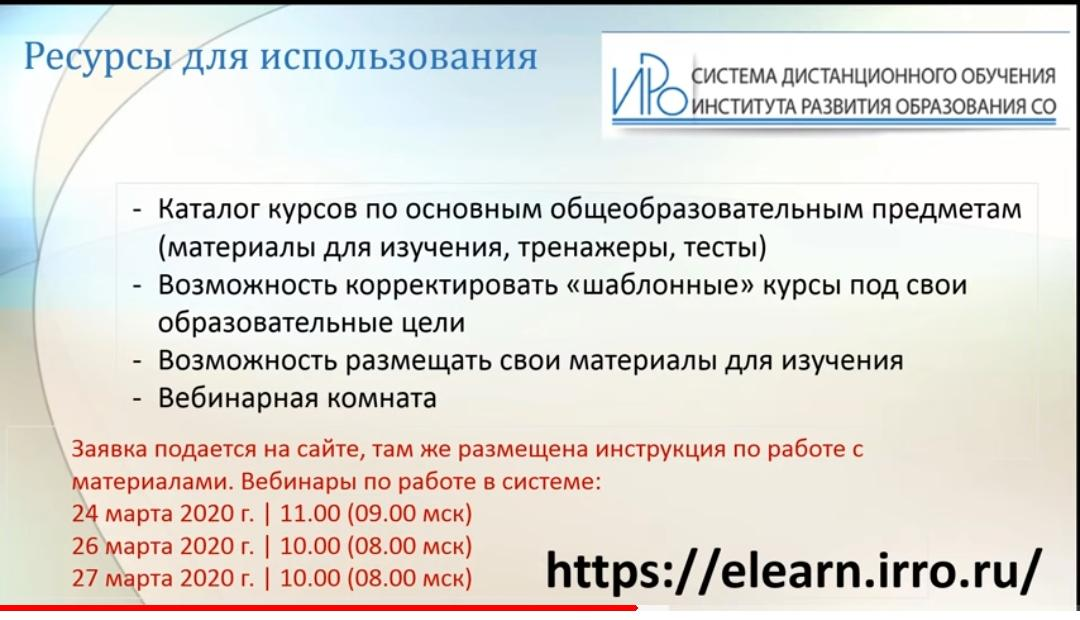 Ресурсы для использования
ИРО
СИСТЕМА ДИСТАНЦИОННОГО ОБУЧЕНИЯ
ИНСТИТУТА РАЗВИТИЯ ОБРАЗОВАНИЯ СО
- Каталог курсов по основным общеобразовательным предметам
(материалы для изучения, тренажеры, тесты)
- Возможность корректировать «шаблонные» курсы под свои
образовательные цели
- Возможность размещать свои материалы для изучения
- Вебинарная комната
Заявка подается на сайте, там же размещена инструкция по работе с
материалами. Вебинары по работе в системе:
24 марта 2020 г. | 11.00 (09.00 мск)
26 марта 2020 г. | 10.00 (08.00 мск)
27 марта 2020 г. | 10.00 (08.00 мск)
https://elearn.irro.ru/